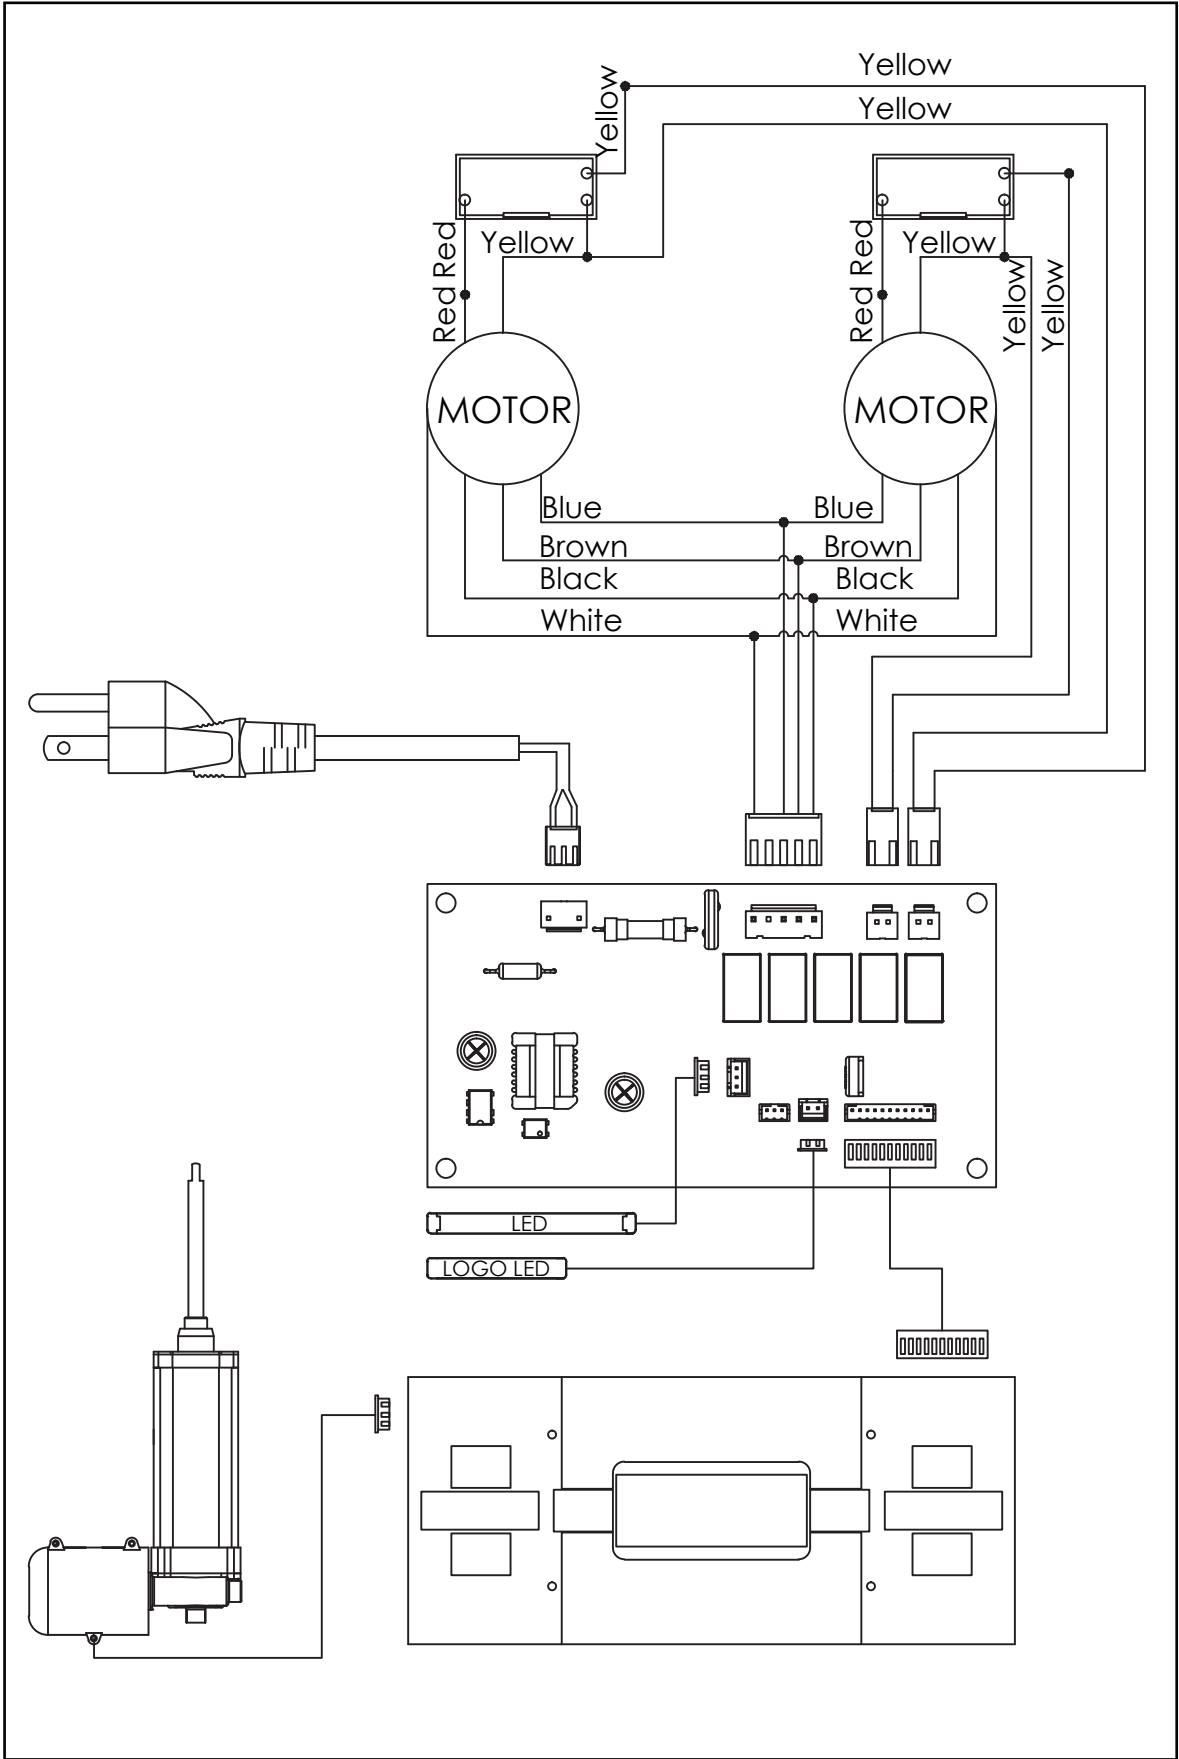 Yellow
Yellow
Yellow
Yellow
Yellow
Red Red
Red Red
Yellow
Yellow
MOTOR
MOTOR
Blue
Blue
Brown
Brown
Black
Black
White
White
LED
LOGO LED